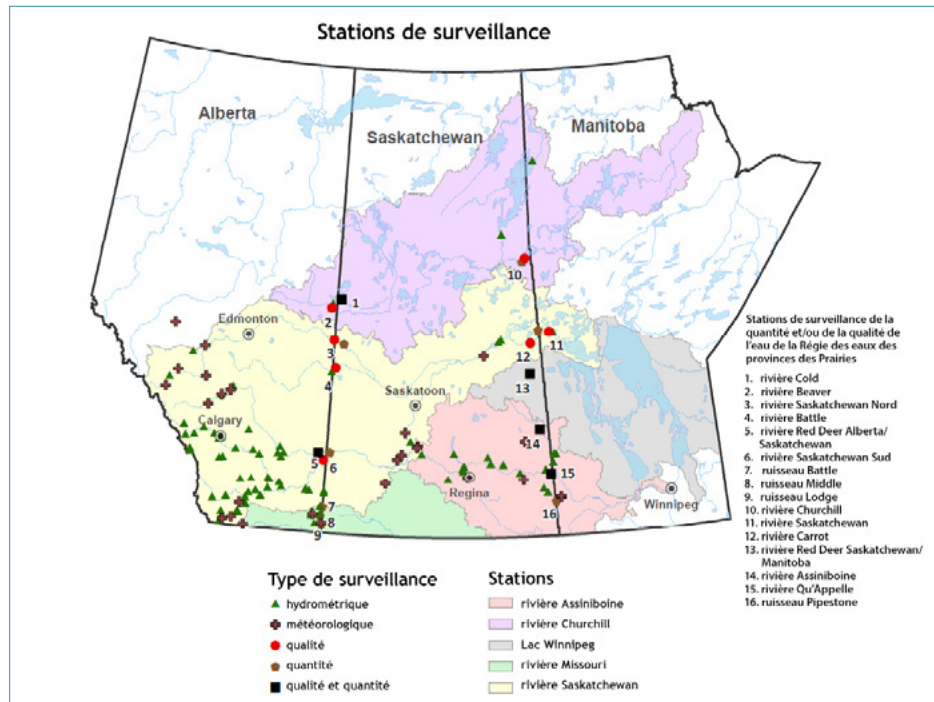 Stations de surveillance
Alberta
Saskatchewan
Manitoba
10
1
2
Edmonton
3
11
12
4
13
Saskatoon
Calgary
14
5
6
15
Regina
Winnipeg
7
16
8
9
Stations de surveillance de la
quantité et/ou de la qualité de
l'eau de la Régie des eaux des
provinces des Prairies
1. rivière Cold
2. rivière Beaver
3. rivière Saskatchewan Nord
4. rivière Battle
5. rivière Red Deer Alberta/
Saskatchewan
6. rivière Saskatchewan Sud
7. ruisseau Battle
8. ruisseau Middle
9. ruisseau Lodge
10. rivière Churchill
11. rivière Saskatchewan
12. rivière Carrot
13. rivière Red Deer Saskatchewan/
Manitoba
14. rivière Assiniboine
15. rivière Qu'Appelle
16. ruisseau Pipestone
Type de surveillance
hydrométrique
météorologique
qualité
quantité
qualité et quantité
Stations
rivière Assiniboine
rivière Churchill
Lac Winnipeg
rivière Missouri
rivière Saskatchewan